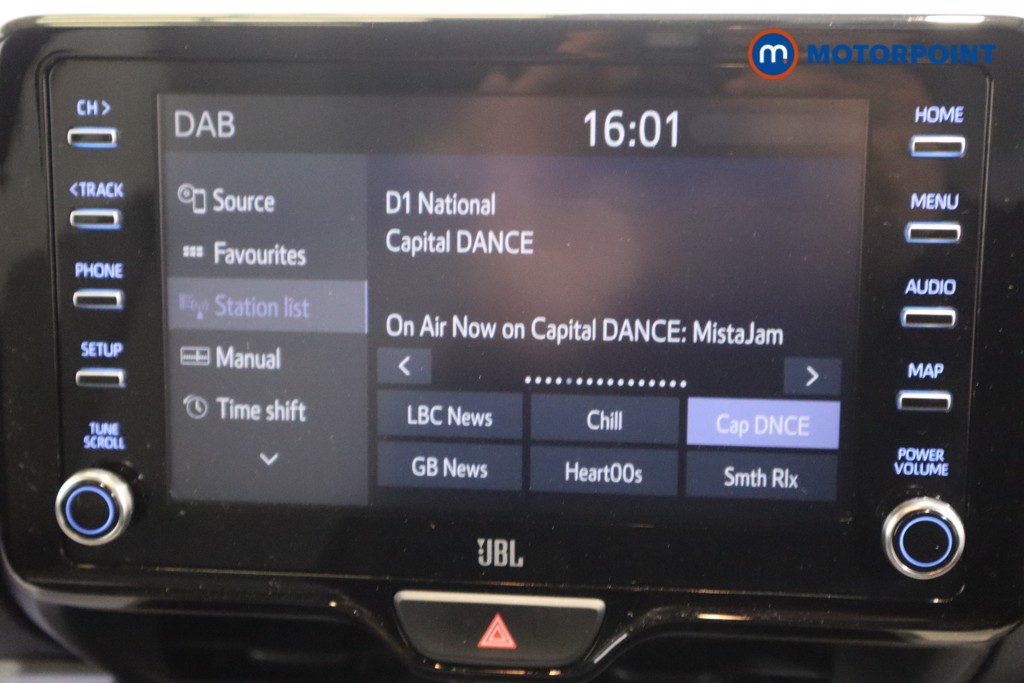 m MOTORPOINT
CH >
<TRACK
PHONE
SETUP
TUNE
SCROLL
DAB
16:01
Source
Favourites
Station list
Manual
Time shift
D1 National
Capital DANCE
On Air Now on Capital DANCE: MistaJam
< >
LBC News Chill Cap DNCE
GB News Heart00s Smth Rlx
HOME
MENU
AUDIO
MAP
POWER
VOLUME
JBL